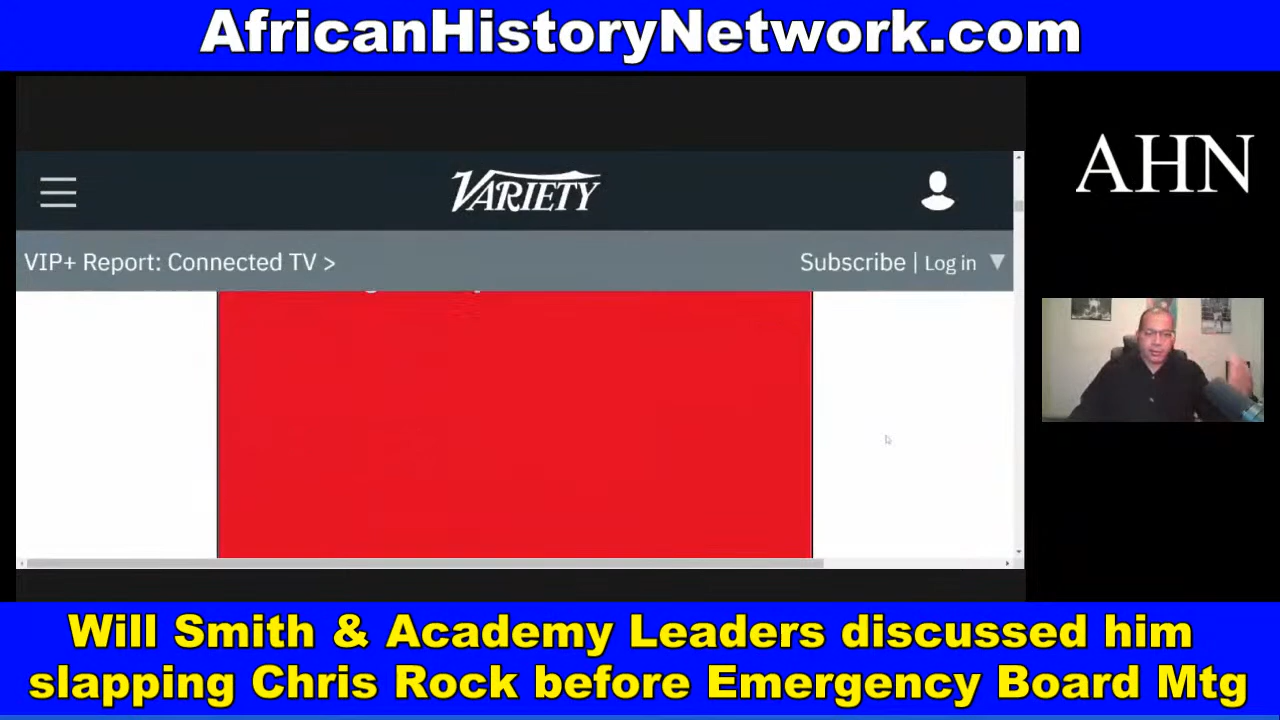 AfricanHistoryNetwork.com
AHN
VARIETY
VIP+ Report: Connected TV >
Subscribe | Log in ▼
Will Smith & Academy Leaders discussed him
slapping Chris Rock before Emergency Board Mtg